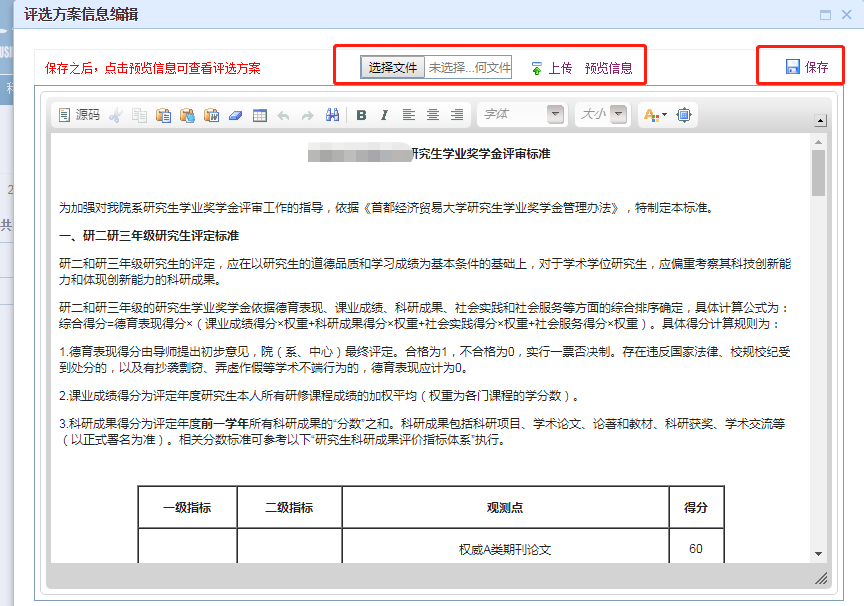 评选方案信息编辑
保存之后，点击预览信息可查看评选方案
选择文件 未选择...何文件 上传 预览信息
保存
源码 B I 字体 大小 A
研究生学业奖学金评审标准
为加强对我院系研究生学业奖学金评审工作的指导，依据《首都经济贸易大学研究生学业奖学金管理办法》，特制定本标准。
一、研二研三年级研究生评定标准
研二和研三年级研究生的评定，应在以研究生的道德品质和学习成绩为基本条件的基础上，对于学术学位研究生，应偏重考察其科技创新能
力和体现创新能力的科研成果。
研二和研三年级的研究生学业奖学金依据德育表现、课业成绩、科研成果、社会实践和社会服务等方面的综合排序确定，具体计算公式为：
综合得分=德育表现得分×（课业成绩得分×权重+科研成果得分×权重+社会实践得分×权重+社会服务得分×权重）。具体得分计算规则为：
1.德育表现得分由导师提出初步意见，院（系、中心）最终评定。合格为1，不合格为0，实行一票否决制。存在违反国家法律、校规校纪受
到处分的，以及有抄袭剽窃、弄虚作假等学术不端行为的，德育表现应计为0。
2.课业成绩得分为评定年度研究生本人所有研修课程成绩的加权平均（权重为各门课程的学分数）。
3.科研成果得分为评定年度前一学年所有科研成果的“分数”之和。科研成果包括科研项目、学术论文、论著和教材、科研获奖、学术交流等
（以正式署名为准）。相关分数标准可参考以下“研究生科研成果评价指标体系”执行。
一级指标 二级指标 观测点 得分
权威A类期刊论文 60
2
共